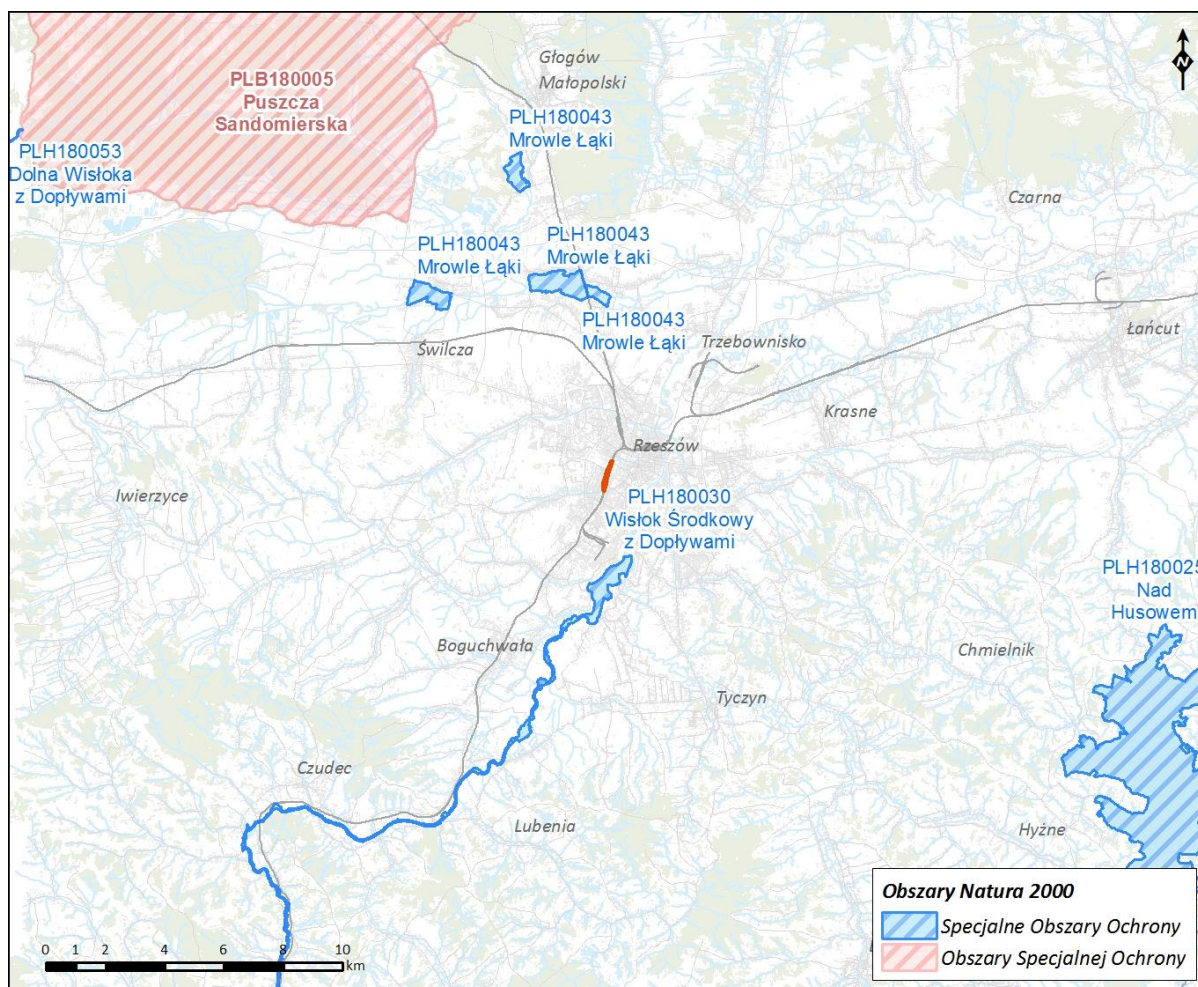 Głogów
Małopolski
N
PLB180005
Puszcza
Sandomierska
PLH180043
Mrowle Łąki
PLH180053
Dolna Wisłoka
z Dopływami
Czarna
PLH180043
Mrowle Łąki
PLH180043
Mrowle Łąki
PLH180043
Mrowle Łąki
Trzebownisko
Łańcut
Świlcza
Krasne
Rzeszów
Iwierzyce
PLH180030
Wisłok Środkowy
z Dopływami
PLH180025
Nad
Husowem
Boguchwała
Chmielnik
Tyczyn
Czudec
Lubenia
Hyżne
Obszary Natura 2000
Specjalne Obszary Ochrony
Obszary Specjalnej Ochrony
0 1 2 4 6 8 10
km